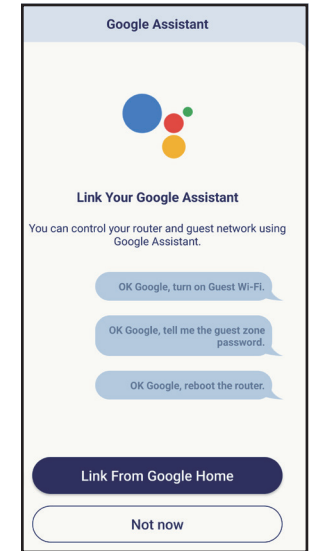 Google Assistant
Link Your Google Assistant
You can control your router and guest network using
Google Assistant.
OK Google, turn on Guest Wi-Fi.
OK Google, tell me the guest zone
password.
OK Google, reboot the router.
Link From Google Home
Not now